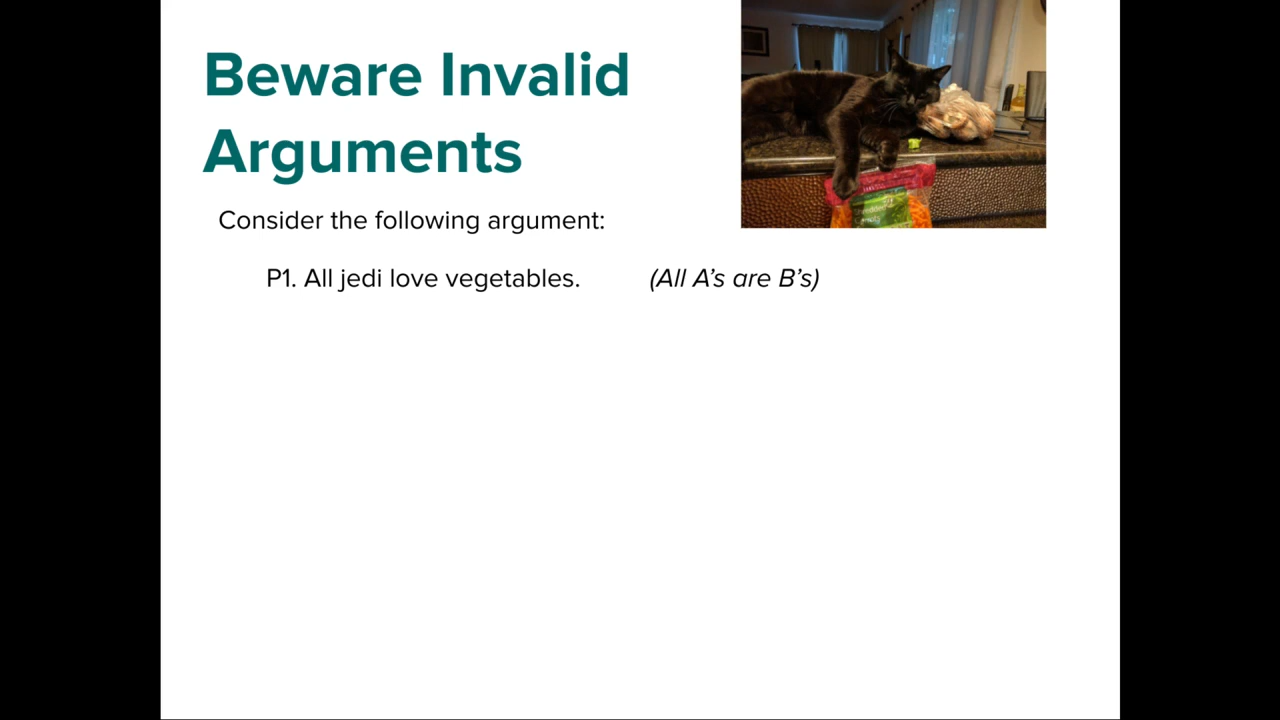 Beware Invalid
Arguments
Consider the following argument:
P1. All jedi love vegetables. (All A's are B's)